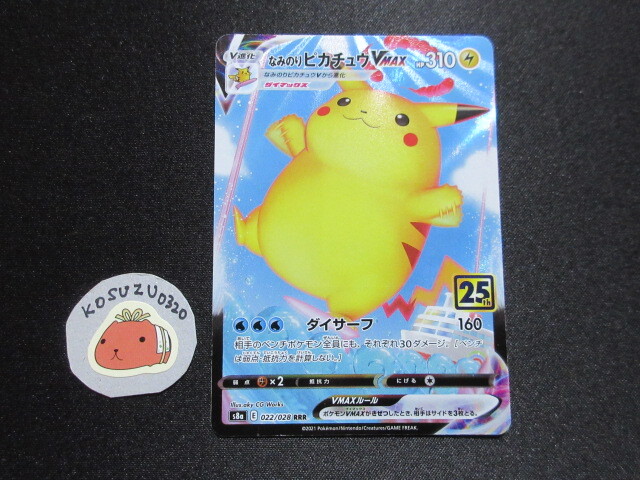 V進化
なみのりピカチュウVMAX HP310
なみのりピカチュウVから進化
ダイマックス
KOSUZU0320
25th
ダイサーフ 160
相手のベンチポケモン全員にも、それぞれ30ダメージ。[ベンチ
は弱点・抵抗力を計算しない。]
弱点 ×2 抵抗力 にげる
Illus. aky CG Works
VMAXルール
s8a E 022/028 RRR
ポケモンVMAXがきぜつしたとき、相手はサイドを3枚とる。
©2021 Pokémon/Nintendo/Creatures/GAME FREAK.